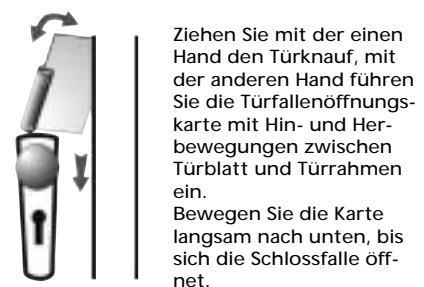 Ziehen Sie mit der einen
Hand den Türknauf, mit
der anderen Hand führen
Sie die Türfallenöffnungs-
karte mit Hin- und Her-
bewegungen zwischen
Türblatt und Türrahmen
ein.
Bewegen Sie die Karte
langsam nach unten, bis
sich die Schlossfalle öff-
net.